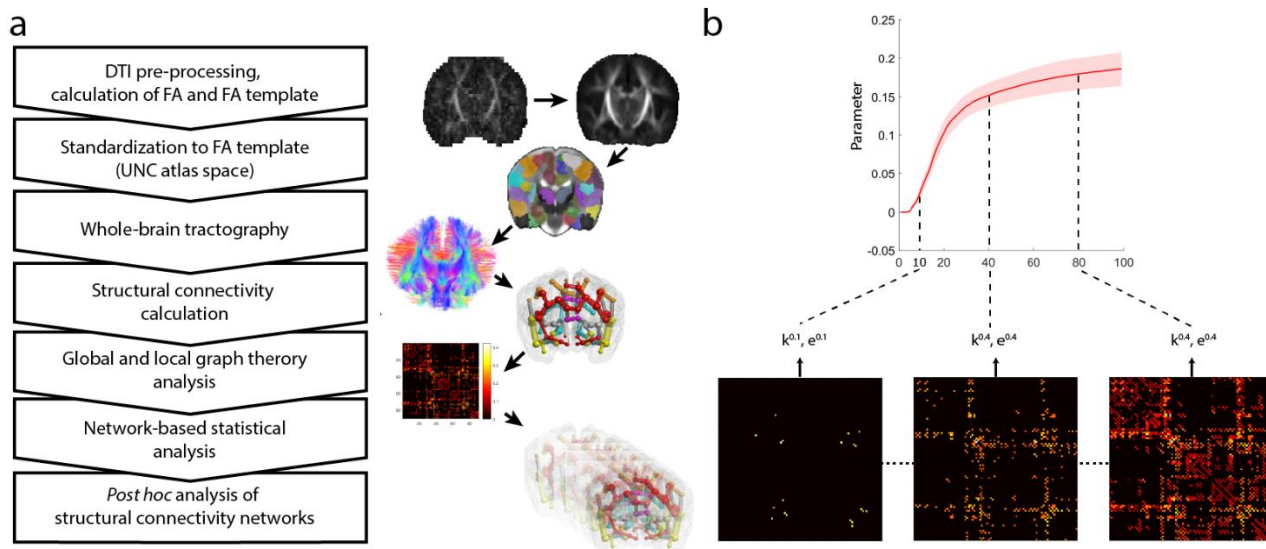 a
DTI pre-processing,
calculation of FA and FA template
Standardization to FA template
(UNC atlas space)
Whole-brain tractography
Structural connectivity
calculation
Global and local graph therory
analysis
Network-based statistical
analysis
Post hoc analysis of
structural connectivity networks
b
Parameter
0.25
0.2
0.15
0.1
0.05
0
-0.05
0 10 20 40 60 80 100
k0.1, e0.1
k0.4, e0.4
k0.4, e0.4